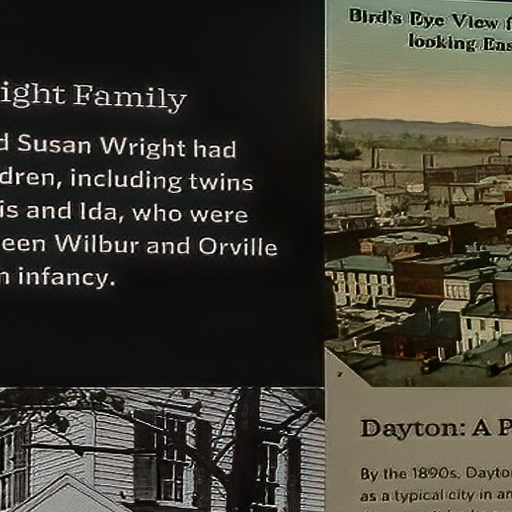 ight Family
d Susan Wright had
dren, including twins
is and Ida, who were
een Wilbur and Orville
n infancy.
Bird's Eye View f
looking Eas
Dayton: A P
By the 1890s, Dayto
as a typical city in an